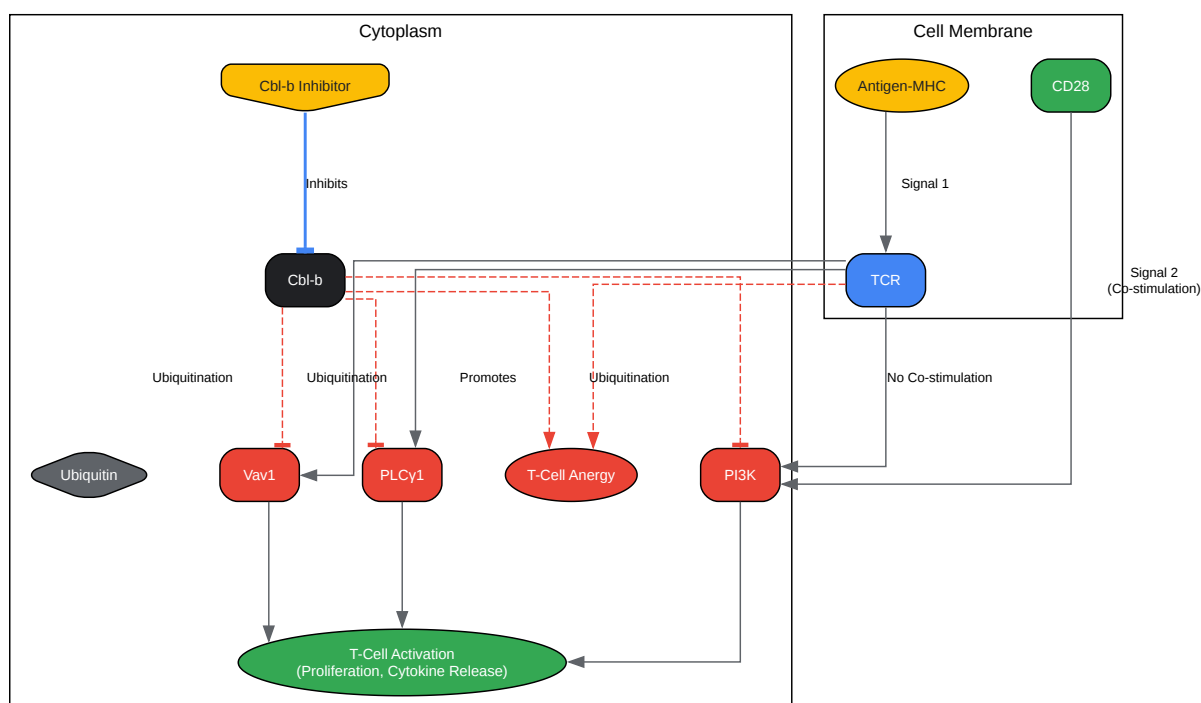 Cytoplasm
Cell Membrane
Cbl-b Inhibitor
Antigen-MHC
CD28
Inhibits
Signal 1
Cbl-b
TCR
Signal 2
(Co-stimulation)
Ubiquitination
Ubiquitination
Promotes
Ubiquitination
No Co-stimulation
Ubiquitin
Vav1
PLCγ1
T-Cell Anergy
PI3K
T-Cell Activation
(Proliferation, Cytokine Release)